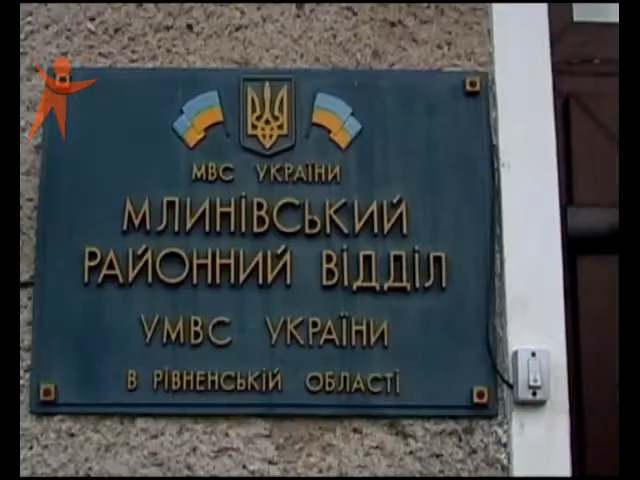 МВС УКРАЇНИ
МЛИНІВСЬКИЙ
РАЙОННИЙ ВІДДІЛ
УМВС УКРАЇНИ
В РІВНЕНСЬКІЙ ОБЛАСТІ